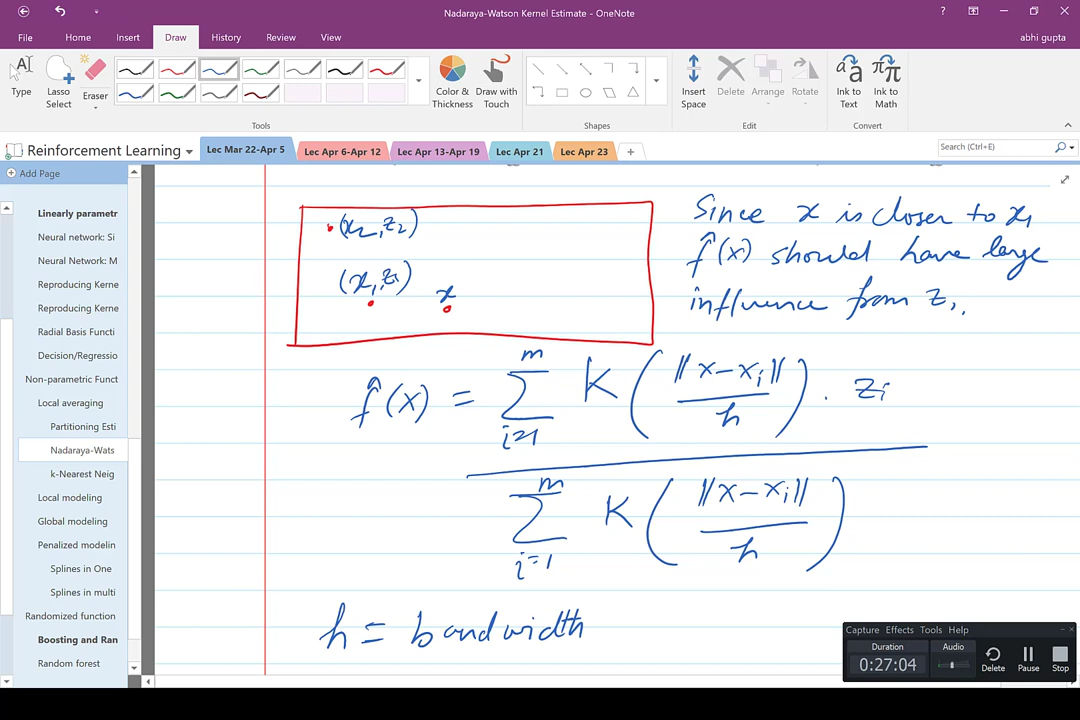 Nadaraya-Watson Kernel Estimate - OneNote
?
File
Home
Insert
Draw
History
Review
View
abhi gupta
Type
Lasso Select
Eraser
Color & Thickness
Draw with Touch
Insert Space
Delete
Arrange
Rotate
Ink to Text
Ink to Math
Tools
Shapes
Edit
Convert
Reinforcement Learning
Lec Mar 22-Apr 5
Lec Apr 6-Apr 12
Lec Apr 13-Apr 19
Lec Apr 21
Lec Apr 23
+
Search (Ctrl+E)
Add Page
Linearly parametr
Neural network: Si
Neural Network: M
Reproducing Kerne
Reproducing Kerne
Radial Basis Functi
Decision/Regressio
Non-parametric Funct
Local averaging
Partitioning Esti
Nadaraya-Wats
k-Nearest Neig
Local modeling
Global modeling
Penalized modelin
Splines in One
Splines in multi
Randomized function
Boosting and Ran
Random forest
(x₂,z₂)
(x₁,z₁)
x
Since x is closer to x₁
f̂(x) should have large
influence from z₁.
m
f̂(x) = Σ K (‖x-xᵢ‖/h) . zᵢ
i=1
m
Σ K (‖x-xᵢ‖/h)
i=1
h = bandwidth
Capture Effects Tools Help
Duration
0:27:04
Audio
Delete
Pause
Stop